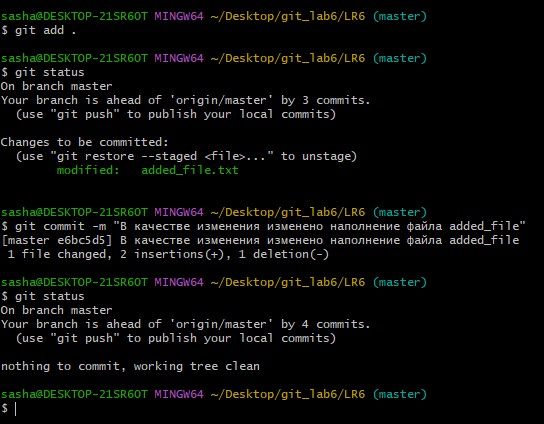 sasha@DESKTOP-21SR6OT MINGW64 ~/Desktop/git_lab6/LR6 (master)
$ git add .
sasha@DESKTOP-21SR6OT MINGW64 ~/Desktop/git_lab6/LR6 (master)
$ git status
On branch master
Your branch is ahead of 'origin/master' by 3 commits.
  (use "git push" to publish your local commits)
Changes to be committed:
  (use "git restore --staged <file>..." to unstage)
        modified:   added_file.txt
sasha@DESKTOP-21SR6OT MINGW64 ~/Desktop/git_lab6/LR6 (master)
$ git commit -m "В качестве изменения изменено наполнение файла added_file"
[master e6bc5d5] В качестве изменения изменено наполнение файла added_file
 1 file changed, 2 insertions(+), 1 deletion(-)
sasha@DESKTOP-21SR6OT MINGW64 ~/Desktop/git_lab6/LR6 (master)
$ git status
On branch master
Your branch is ahead of 'origin/master' by 4 commits.
  (use "git push" to publish your local commits)
nothing to commit, working tree clean
sasha@DESKTOP-21SR6OT MINGW64 ~/Desktop/git_lab6/LR6 (master)
$